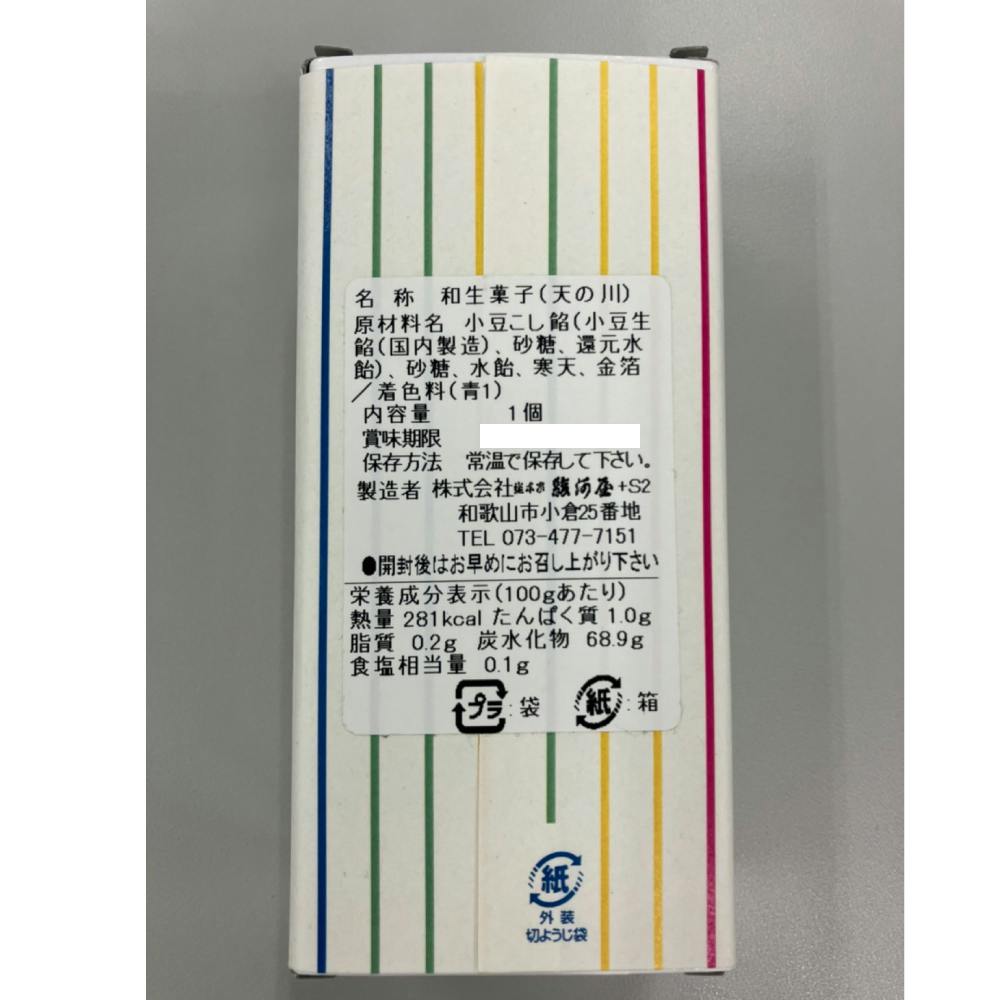 名称 和生菓子(天の川)
原材料名 小豆こし餡(小豆生
餡(国内製造)、砂糖、還元水
飴)、砂糖、水飴、寒天、金箔
/着色料(青1)
内容量 1個
賞味期限
保存方法 常温で保存して下さい。
製造者 株式会社総本家駿河屋+S2
和歌山市小倉25番地
TEL 073-477-7151
●開封後はお早めにお召し上がり下さい
栄養成分表示(100gあたり)
熱量 281kcal たんぱく質 1.0g
脂質 0.2g 炭水化物 68.9g
食塩相当量 0.1g
プラ:袋 紙:箱
紙
外装
切ようじ袋